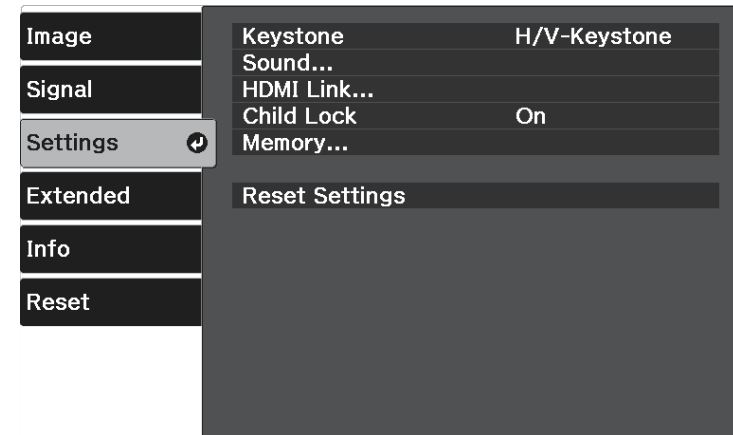 Image
Signal
Settings
Extended
Info
Reset
Keystone H/V-Keystone
Sound...
HDMI Link...
Child Lock On
Memory...
Reset Settings